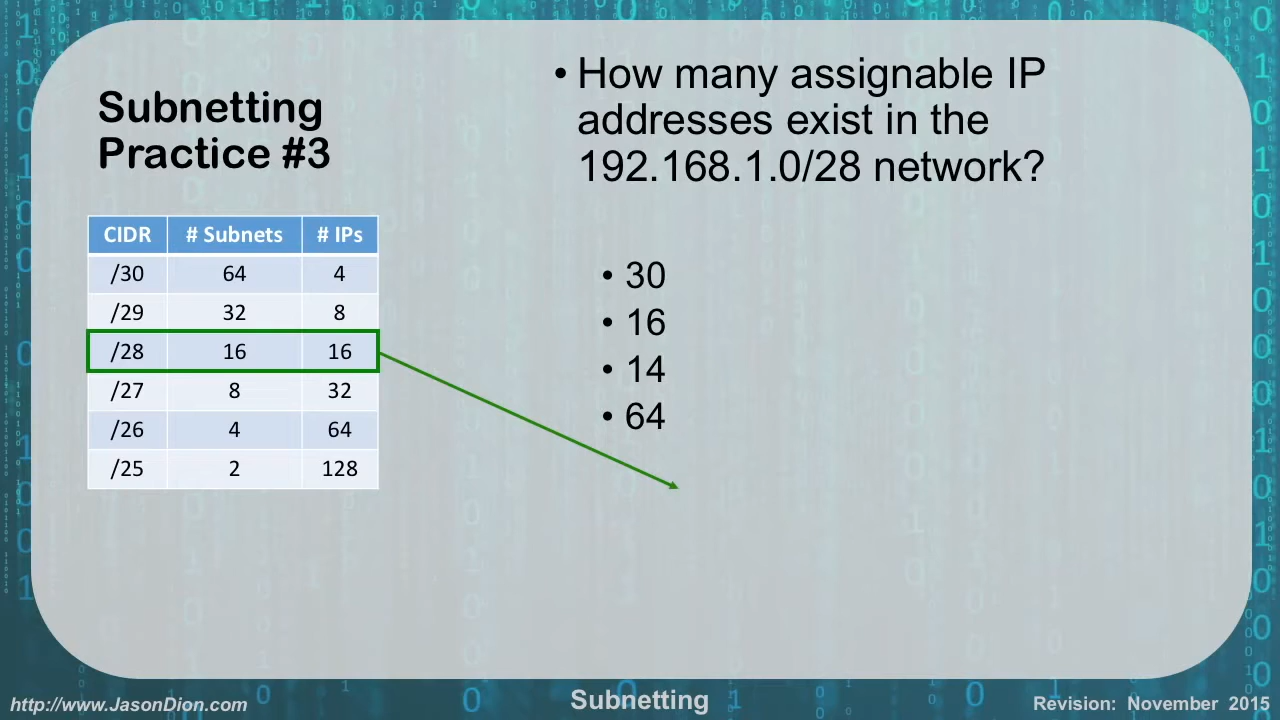 Subnetting
Practice #3
• How many assignable IP
addresses exist in the
192.168.1.0/28 network?
CIDR # Subnets # IPs
/30 64 4
/29 32 8
/28 16 16
/27 8 32
/26 4 64
/25 2 128
• 30
• 16
• 14
• 64
http://www.JasonDion.com
Subnetting
Revision: November 2015